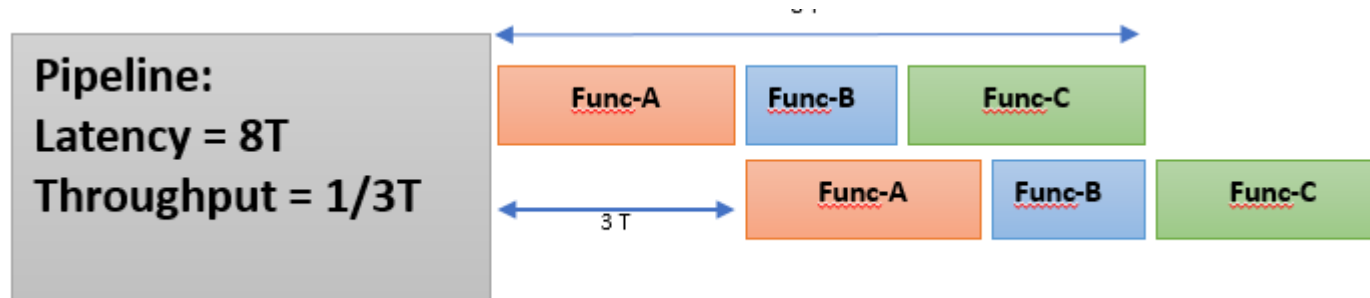 Pipeline:
Latency = 8T
Throughput = 1/3T
Func-A Func-B Func-C
Func-A Func-B Func-C
3 T